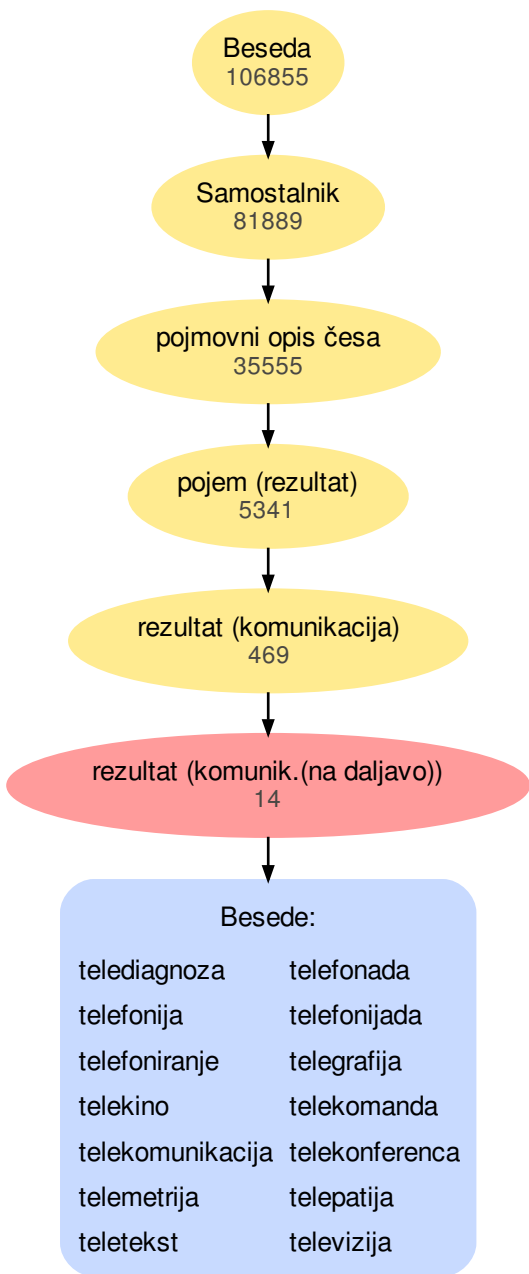 Beseda
106855
Samostalnik
81889
pojmovni opis česa
35555
pojem (rezultat)
5341
rezultat (komunikacija)
469
rezultat (komunik.(na daljavo))
14
Besede:
telediagnoza telefonada
telefonija telefonijada
telefoniranje telegrafija
telekino telekomanda
telekomunikacija telekonferenca
telemetrija telepatija
teletekst televizija